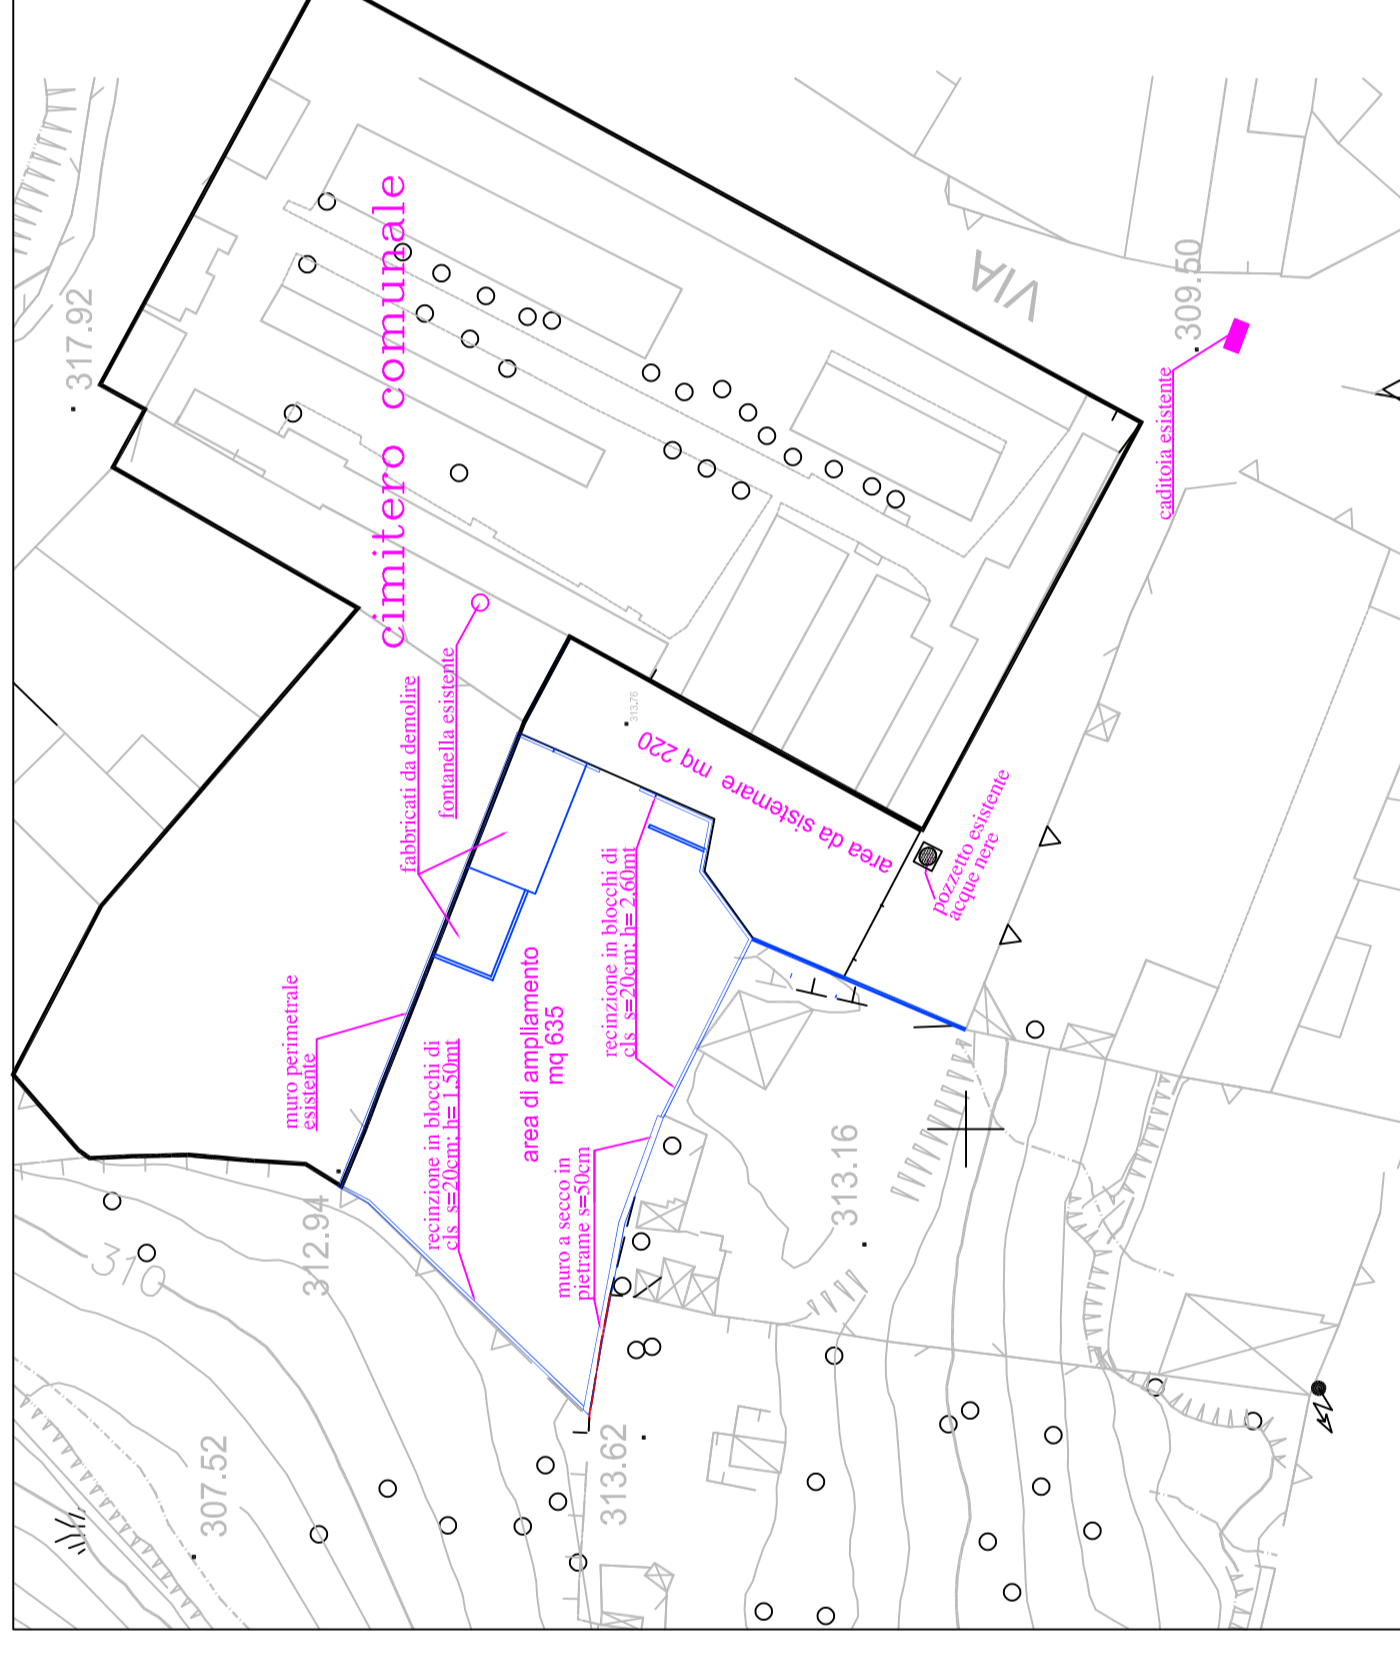 cimitero comunale
VIA
317.92
309.50
caditoia esistente
fabbricati da demolire
fontanella esistente
313.76
area da sistemare mq 220
pozzetto esistente
acque nere
recinzione in blocchi di
cls s=20cm; h= 2.60mt
area di ampliamento
mq 635
muro perimetrale
esistente
recinzione in blocchi di
cls s=20cm; h= 1.50mt
muro a secco in
pietrame s=50cm
313.16
312.94
310
307.52
313.62